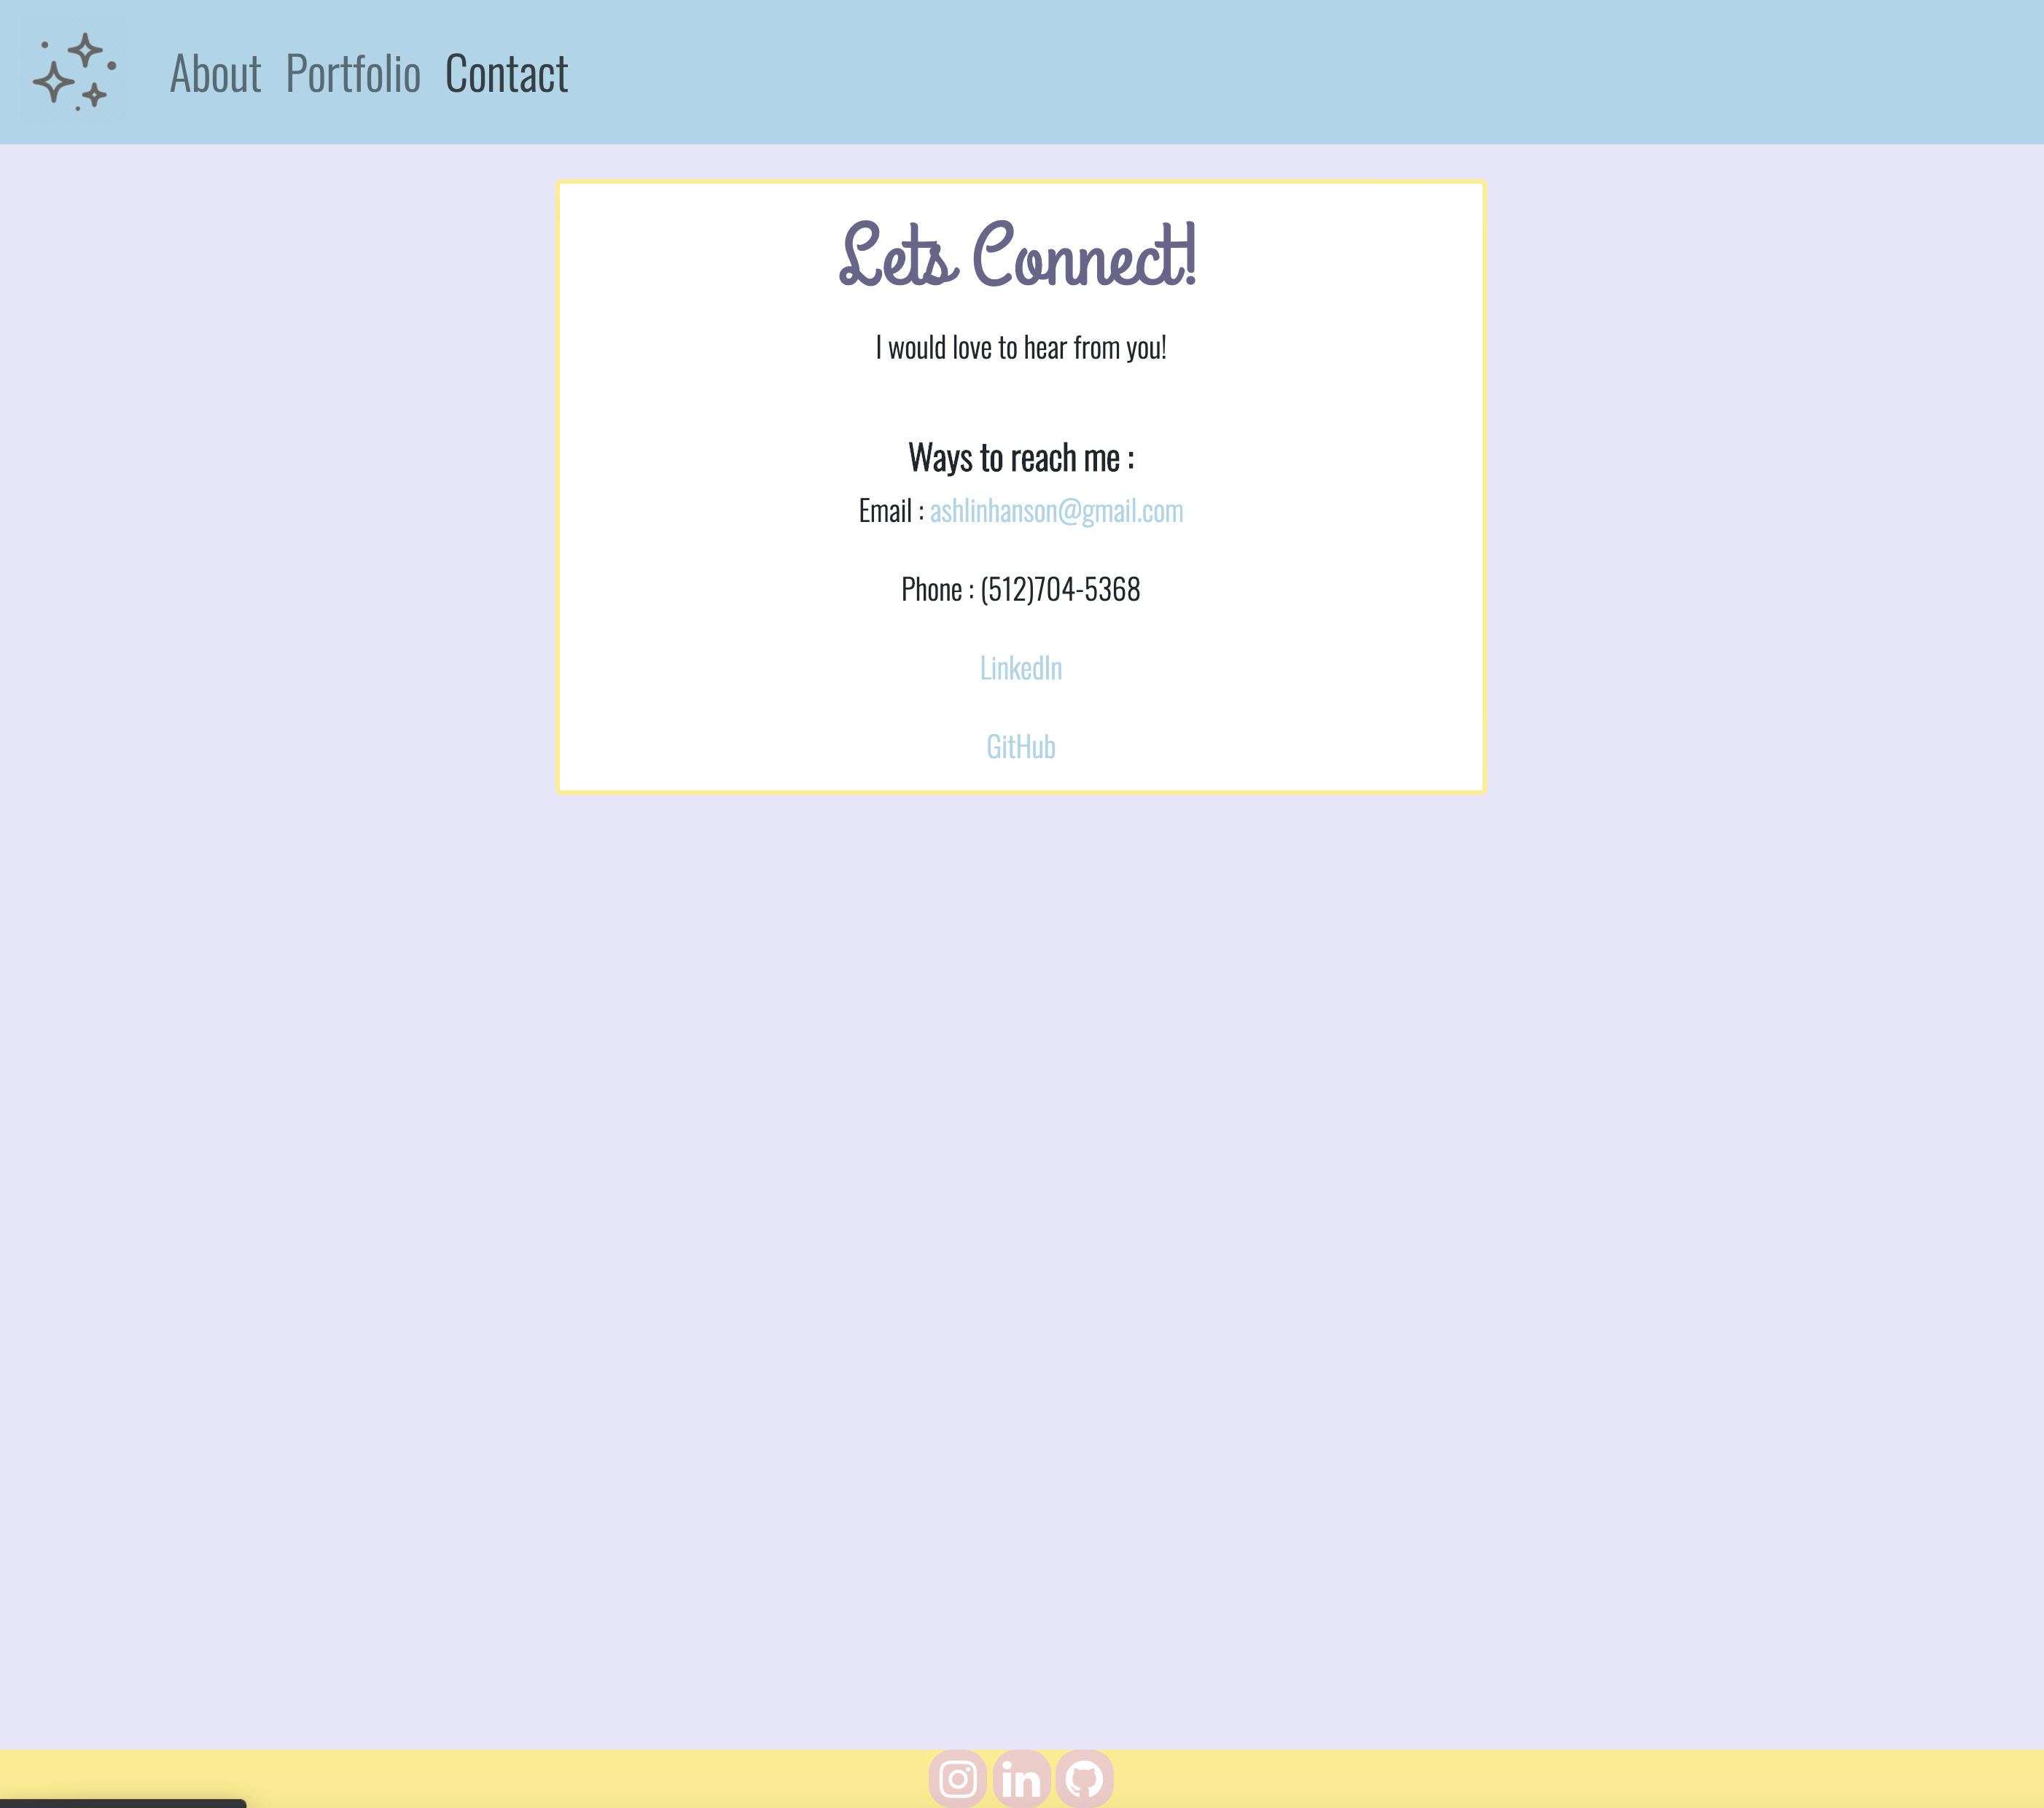 About Portfolio Contact
Lets Connect!
I would love to hear from you!
Ways to reach me :
Email : ashlinhanson@gmail.com
Phone : (512)704-5368
LinkedIn
GitHub
in